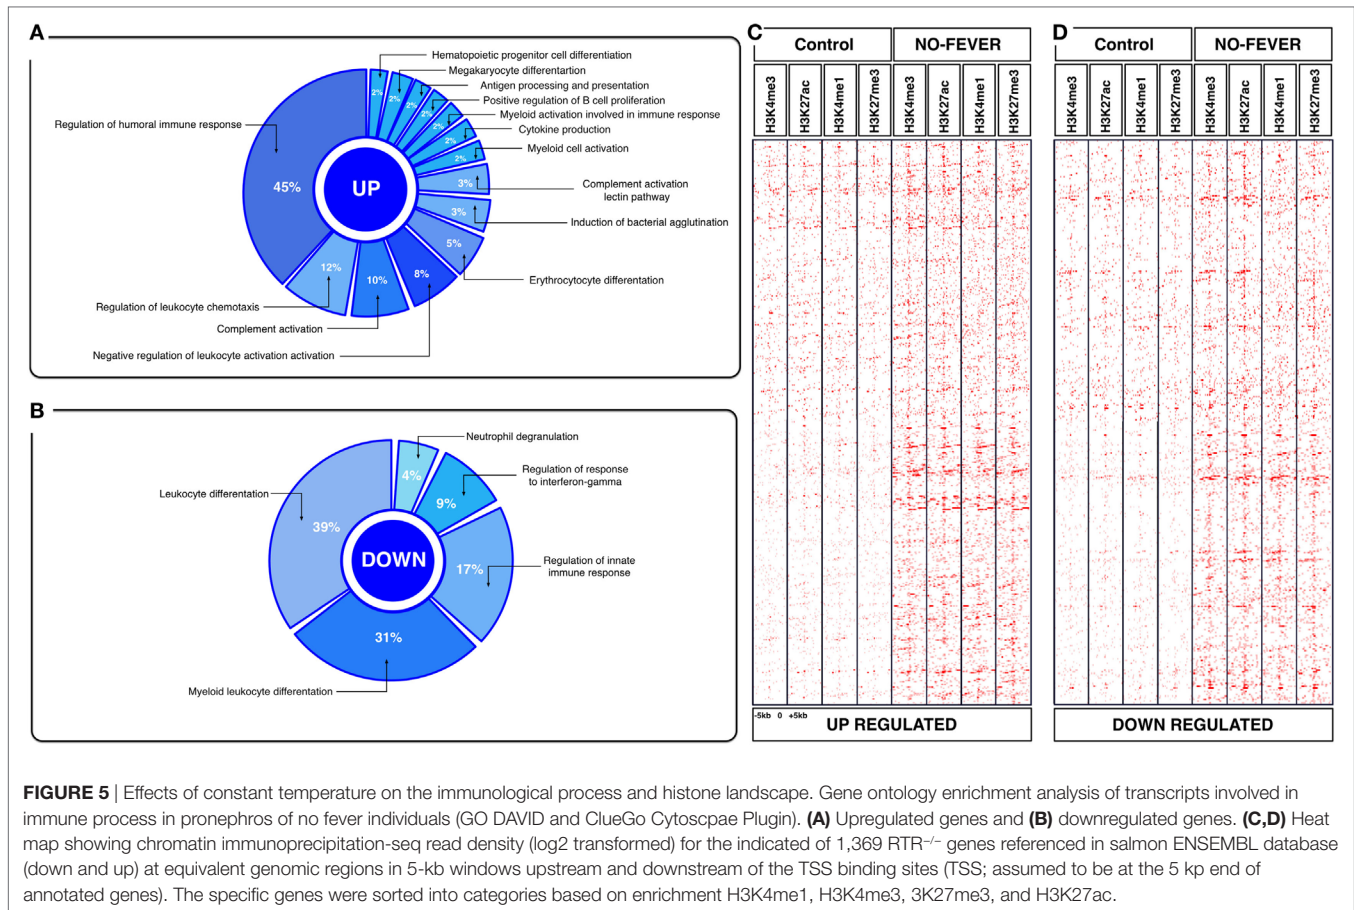 A
UP
Hematopoietic progenitor cell differentiation
Megakaryocyte differentartion
Antigen processing and presentation
Positive regulation of B cell proliferation
Myeloid activation involved in immune response
Cytokine production
Myeloid cell activation
Complement activation
lectin pathway
Induction of bacterial agglutination
Erythrocytocyte differentation
Negative regulation of leukocyte activation activation
Complement activation
Regulation of leukocyte chemotaxis
Regulation of humoral immune response
2%
2%
2%
2%
2%
2%
2%
3%
3%
5%
8%
10%
12%
45%
B
DOWN
Neutrophil degranulation
Regulation of response
to interferon-gamma
Regulation of innate
immune response
Myeloid leukocyte differentation
Leukocyte differentation
4%
9%
17%
31%
39%
C
Control
NO-FEVER
H3K4me3
H3K27ac
H3K4me1
H3K27me3
H3K4me3
H3K27ac
H3K4me1
H3K27me3
-5kb 0 +5kb
UP REGULATED
D
Control
NO-FEVER
H3K4me3
H3K27ac
H3K4me1
H3K27me3
H3K4me3
H3K27ac
H3K4me1
H3K27me3
DOWN REGULATED
FIGURE 5 | Effects of constant temperature on the immunological process and histone landscape. Gene ontology enrichment analysis of transcripts involved in
immune process in pronephros of no fever individuals (GO DAVID and ClueGo Cytoscpae Plugin). (A) Upregulated genes and (B) downregulated genes. (C,D) Heat
map showing chromatin immunoprecipitation-seq read density (log2 transformed) for the indicated of 1,369 RTR−/− genes referenced in salmon ENSEMBL database
(down and up) at equivalent genomic regions in 5-kb windows upstream and downstream of the TSS binding sites (TSS; assumed to be at the 5 kp end of
annotated genes). The specific genes were sorted into categories based on enrichment H3K4me1, H3K4me3, 3K27me3, and H3K27ac.